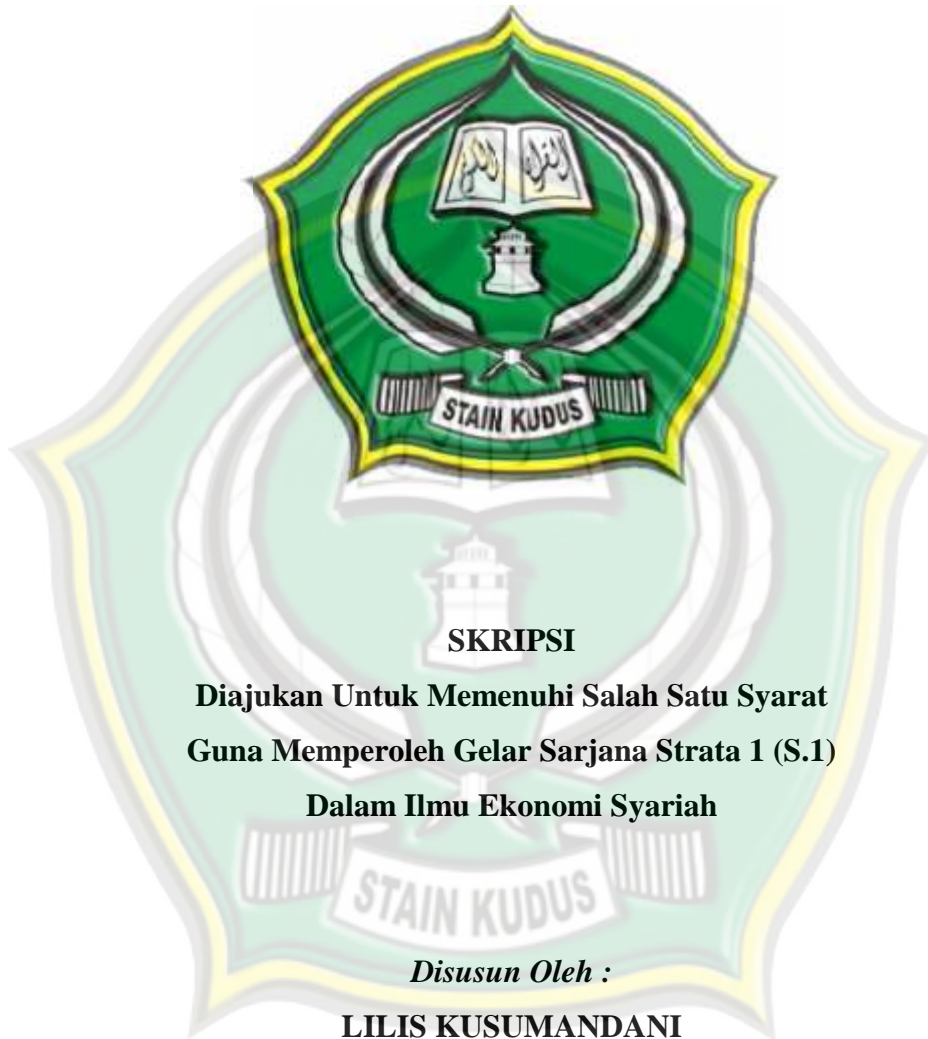 STAIN KUDUS
SKRIPSI
Diajukan Untuk Memenuhi Salah Satu Syarat
Guna Memperoleh Gelar Sarjana Strata 1 (S.1)
Dalam Ilmu Ekonomi Syariah
STAIN KUDUS
Disusun Oleh :
LILIS KUSUMANDANI